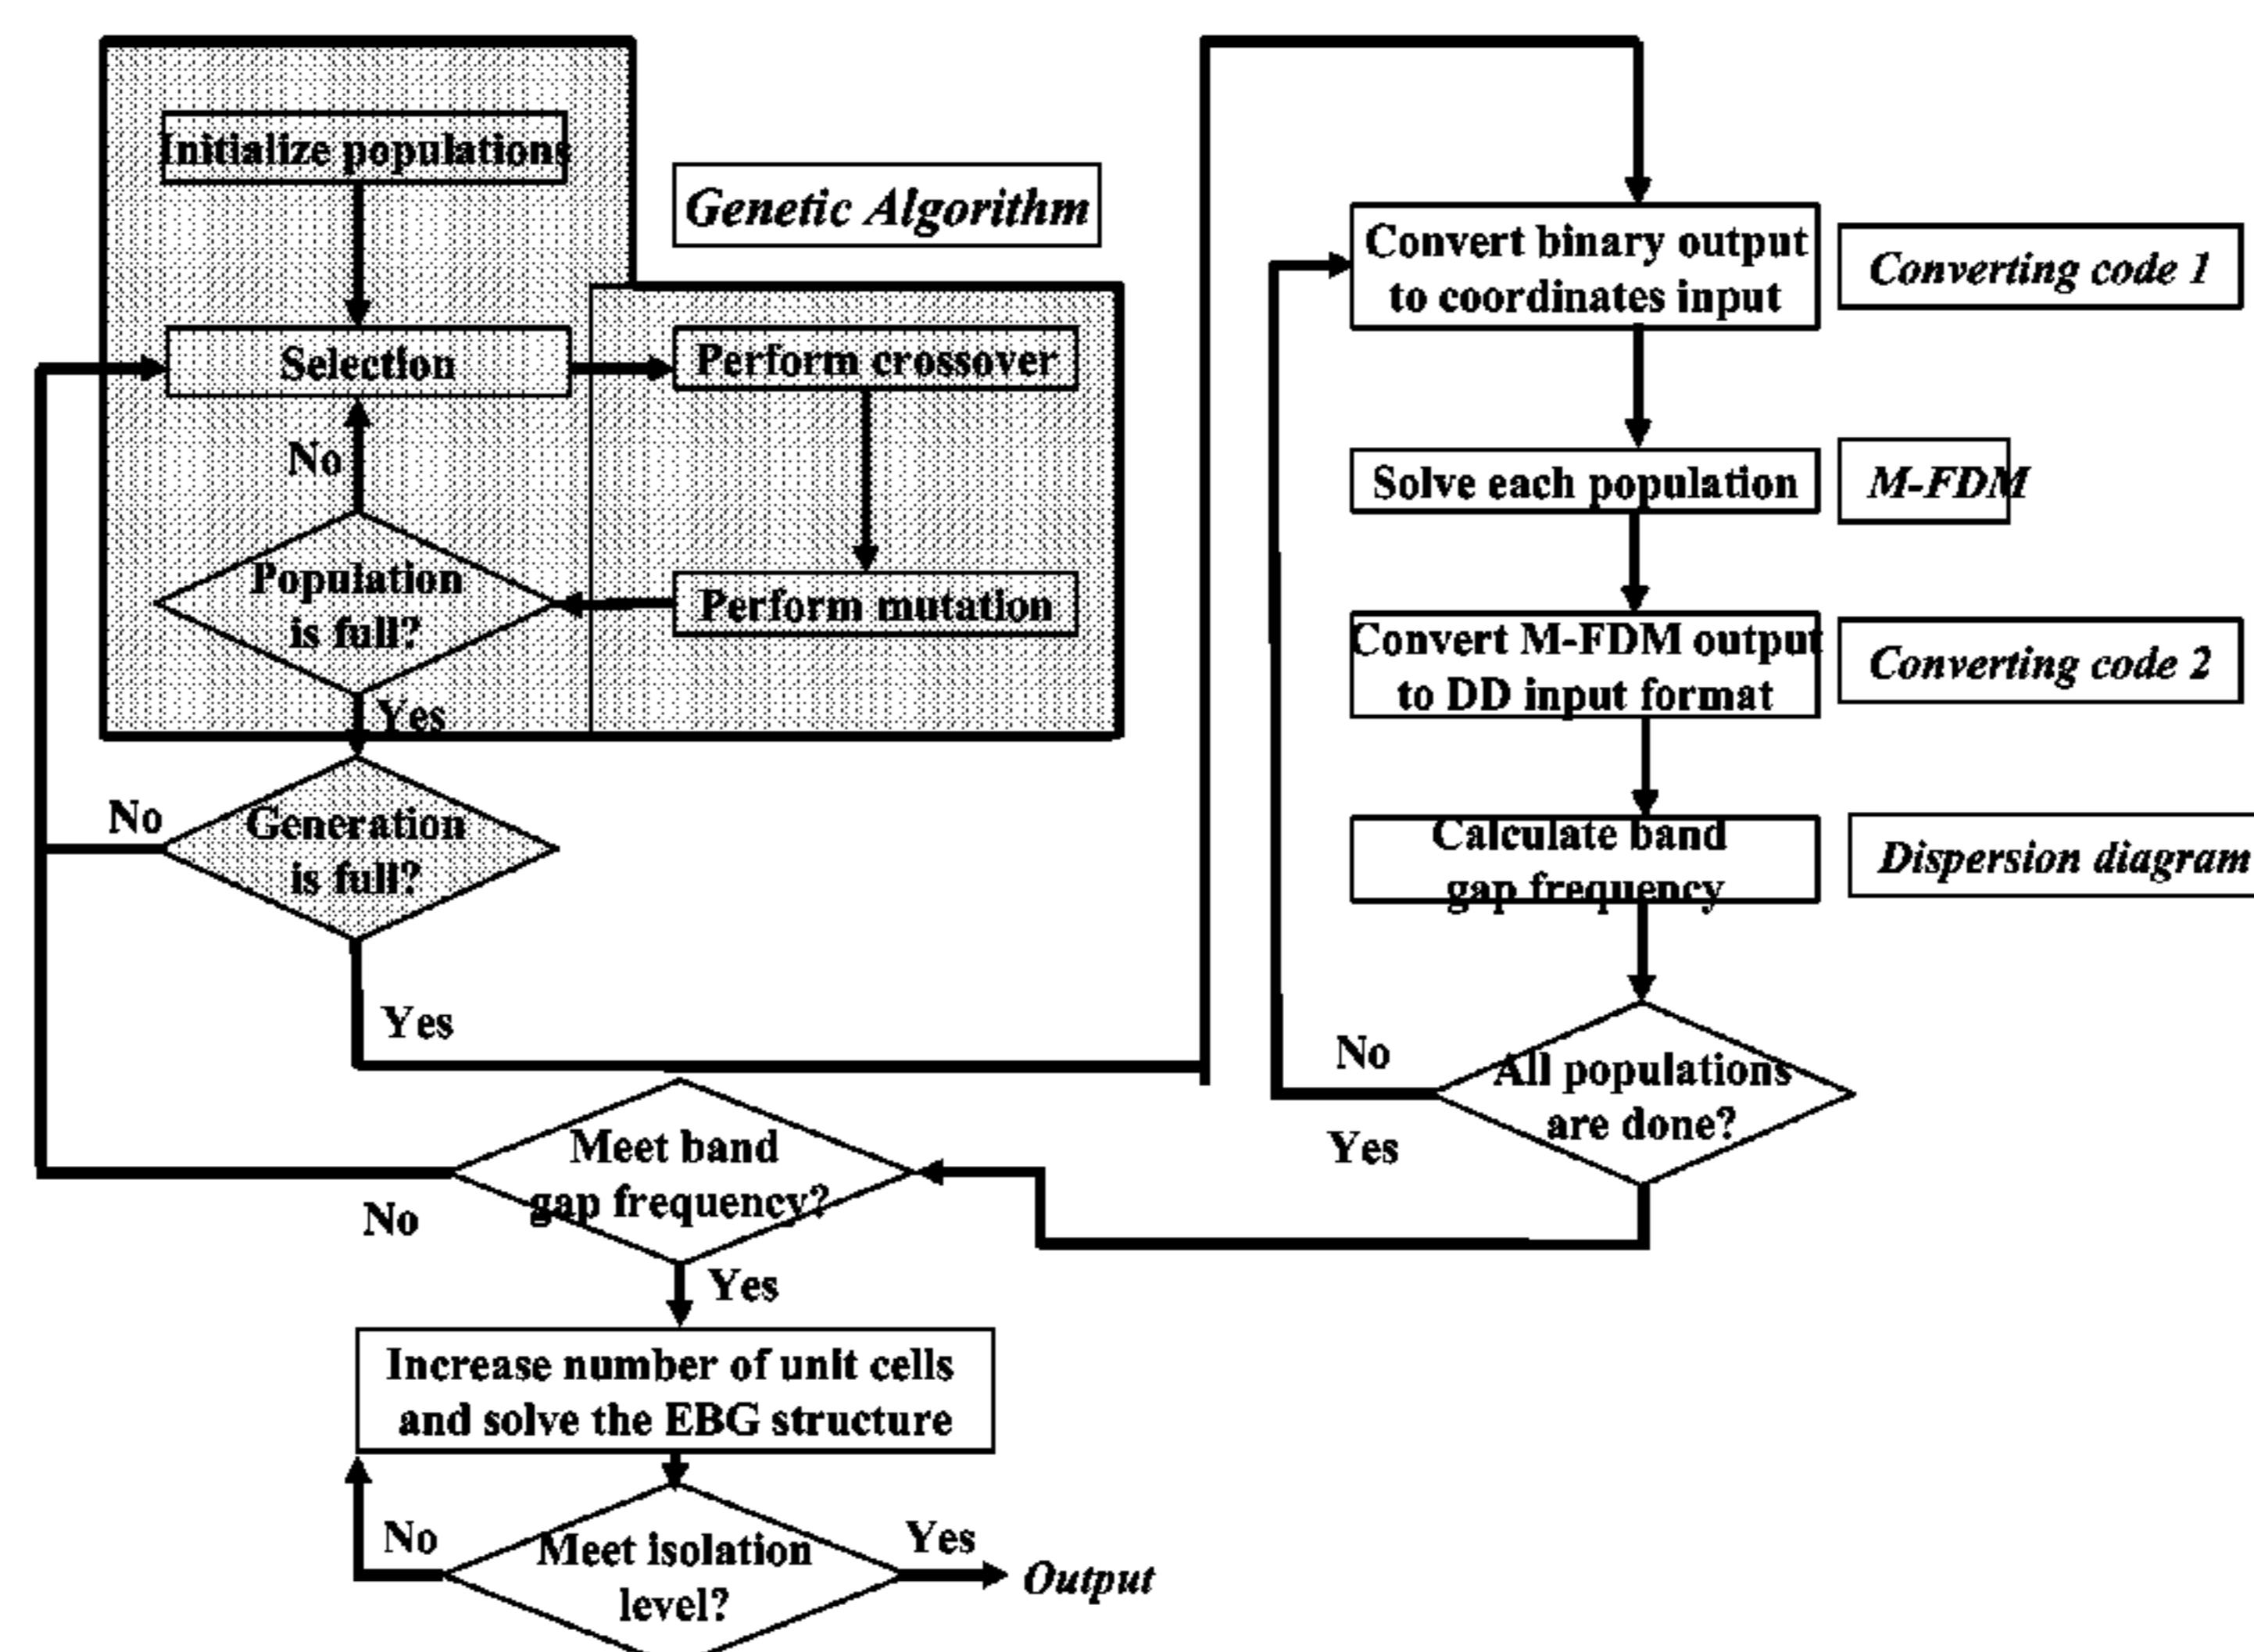 Initialize populations
Genetic Algorithm
Selection
Perform crossover
No
Population
is full?
Perform mutation
Yes
No
Generation
is full?
Yes
Convert binary output
to coordinates input
Converting code 1
Solve each population
M-FDM
Convert M-FDM output
to DD input format
Converting code 2
Calculate band
gap frequency
Dispersion diagram
No
All populations
are done?
Yes
Meet band
gap frequency?
No
Yes
Increase number of unit cells
and solve the EBG structure
No
Meet isolation
level?
Yes
Output